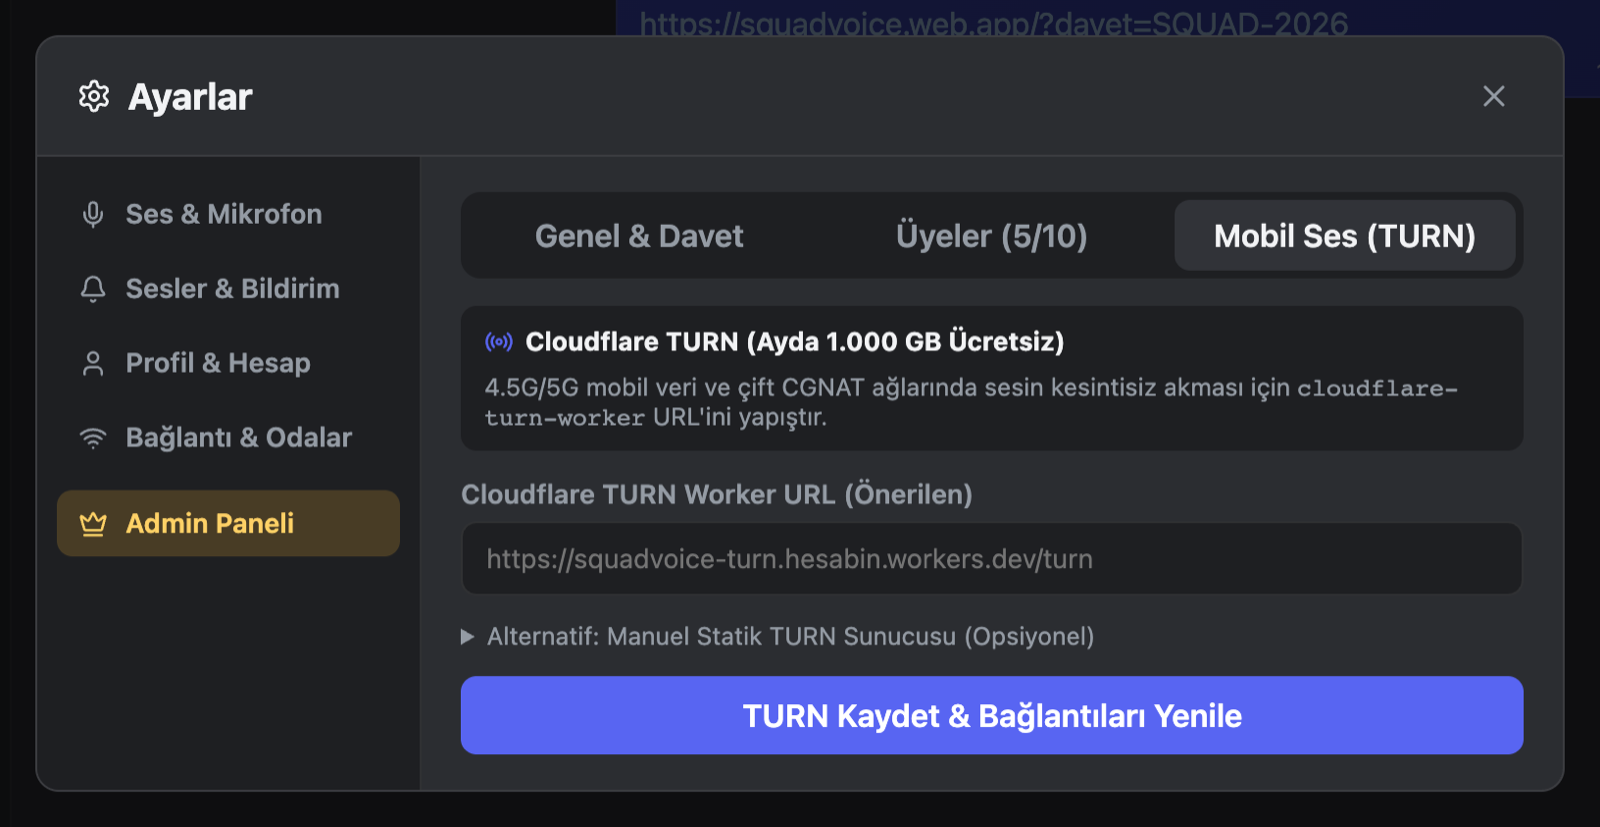 https://squadvoice.web.app/?davet=SQUAD-2026
Ayarlar
Ses & Mikrofon
Sesler & Bildirim
Profil & Hesap
Bağlantı & Odalar
Admin Paneli
Genel & Davet
Üyeler (5/10)
Mobil Ses (TURN)
Cloudflare TURN (Ayda 1.000 GB Ücretsiz)
4.5G/5G mobil veri ve çift CGNAT ağlarında sesin kesintisiz akması için cloudflare-
turn-worker URL'ini yapıştır.
Cloudflare TURN Worker URL (Önerilen)
https://squadvoice-turn.hesabin.workers.dev/turn
Alternatif: Manuel Statik TURN Sunucusu (Opsiyonel)
TURN Kaydet & Bağlantıları Yenile